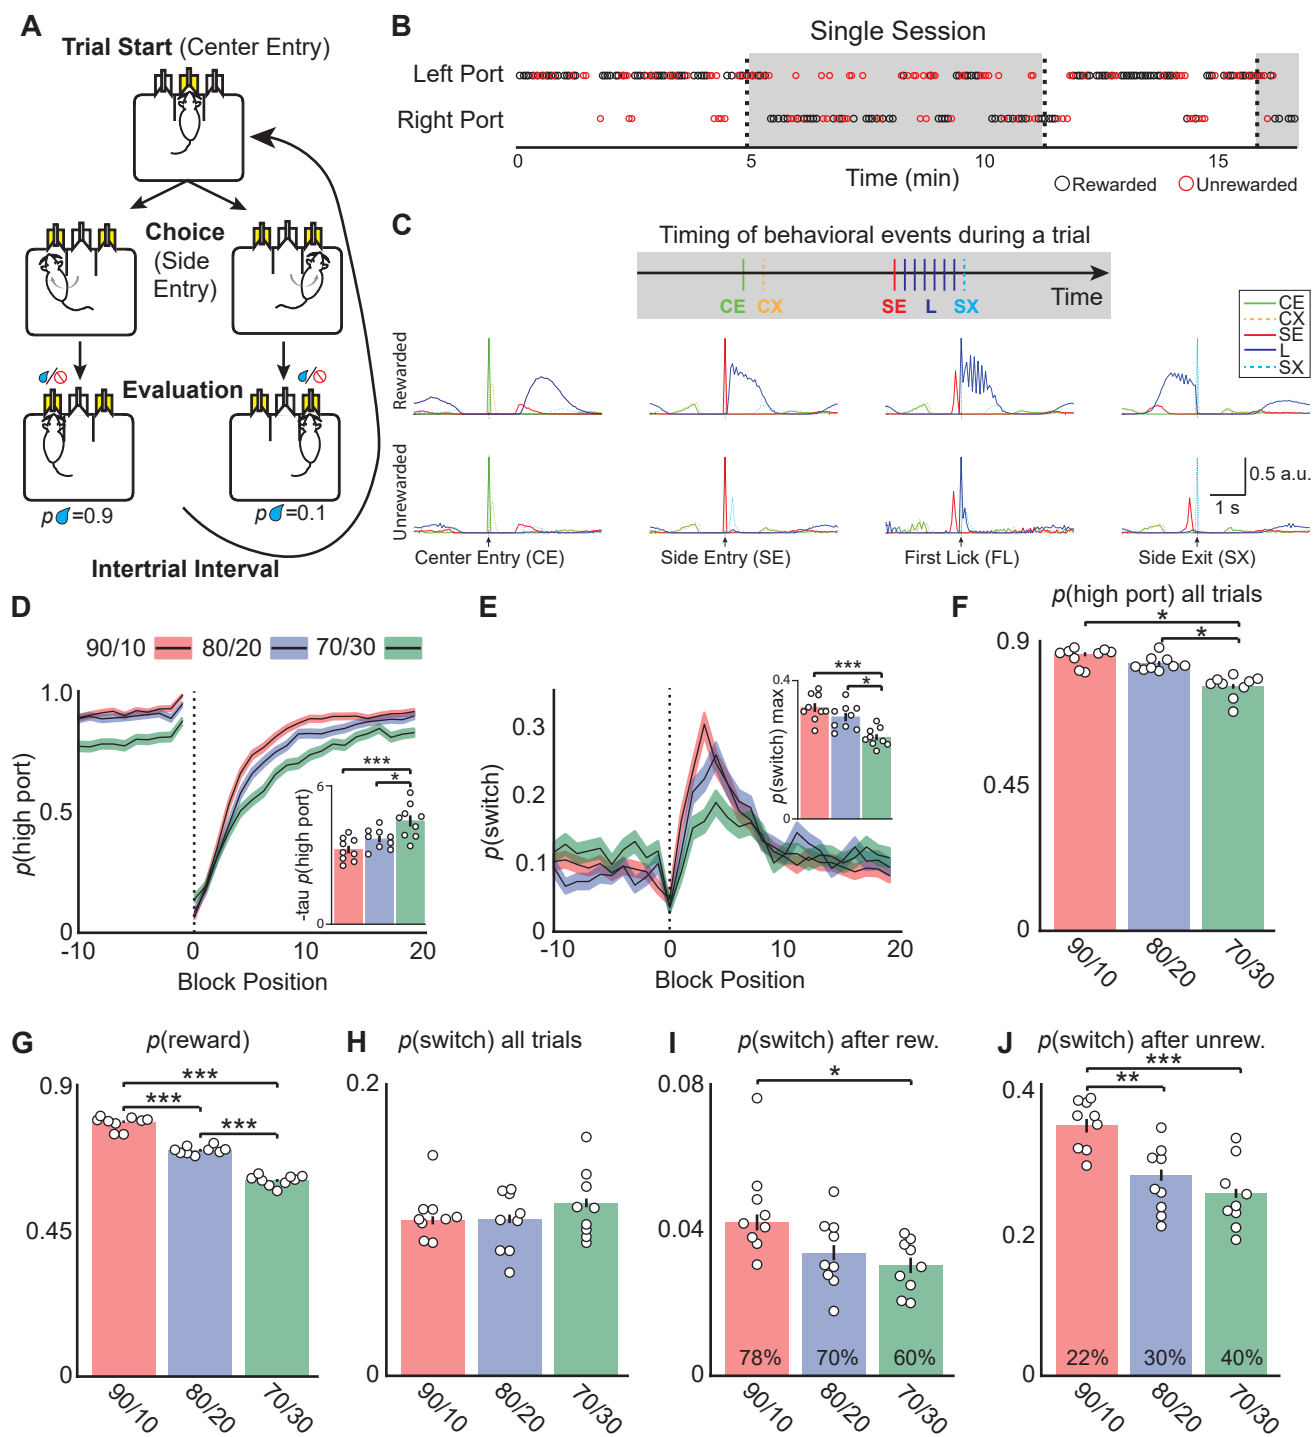 A
Trial Start (Center Entry)
Choice
(Side
Entry)
Evaluation
p =0.9
p =0.1
Intertrial Interval
B
Single Session
Left Port
Right Port
0
5
10
15
Time (min)
Rewarded
Unrewarded
C
Timing of behavioral events during a trial
CE
CX
SE
L
SX
Time
CE
CX
SE
L
SX
Rewarded
Unrewarded
0.5 a.u.
1 s
Center Entry (CE)
Side Entry (SE)
First Lick (FL)
Side Exit (SX)
D
90/10
80/20
70/30
p(high port)
1.0
0.5
0
-10
0
10
20
Block Position
-tau p(high port)
6
0
***
*
E
p(switch)
0.3
0.2
0.1
0
-10
0
10
20
Block Position
p(switch) max
0.4
0
***
*
F
p(high port) all trials
*
*
0.9
0.45
0
90/10
80/20
70/30
G
p(reward)
***
***
***
0.9
0.45
0
90/10
80/20
70/30
H
p(switch) all trials
0.2
0
90/10
80/20
70/30
I
p(switch) after rew.
*
0.08
0.04
0
78%
70%
60%
90/10
80/20
70/30
J
p(switch) after unrew.
***
**
0.4
0.2
0
22%
30%
40%
90/10
80/20
70/30